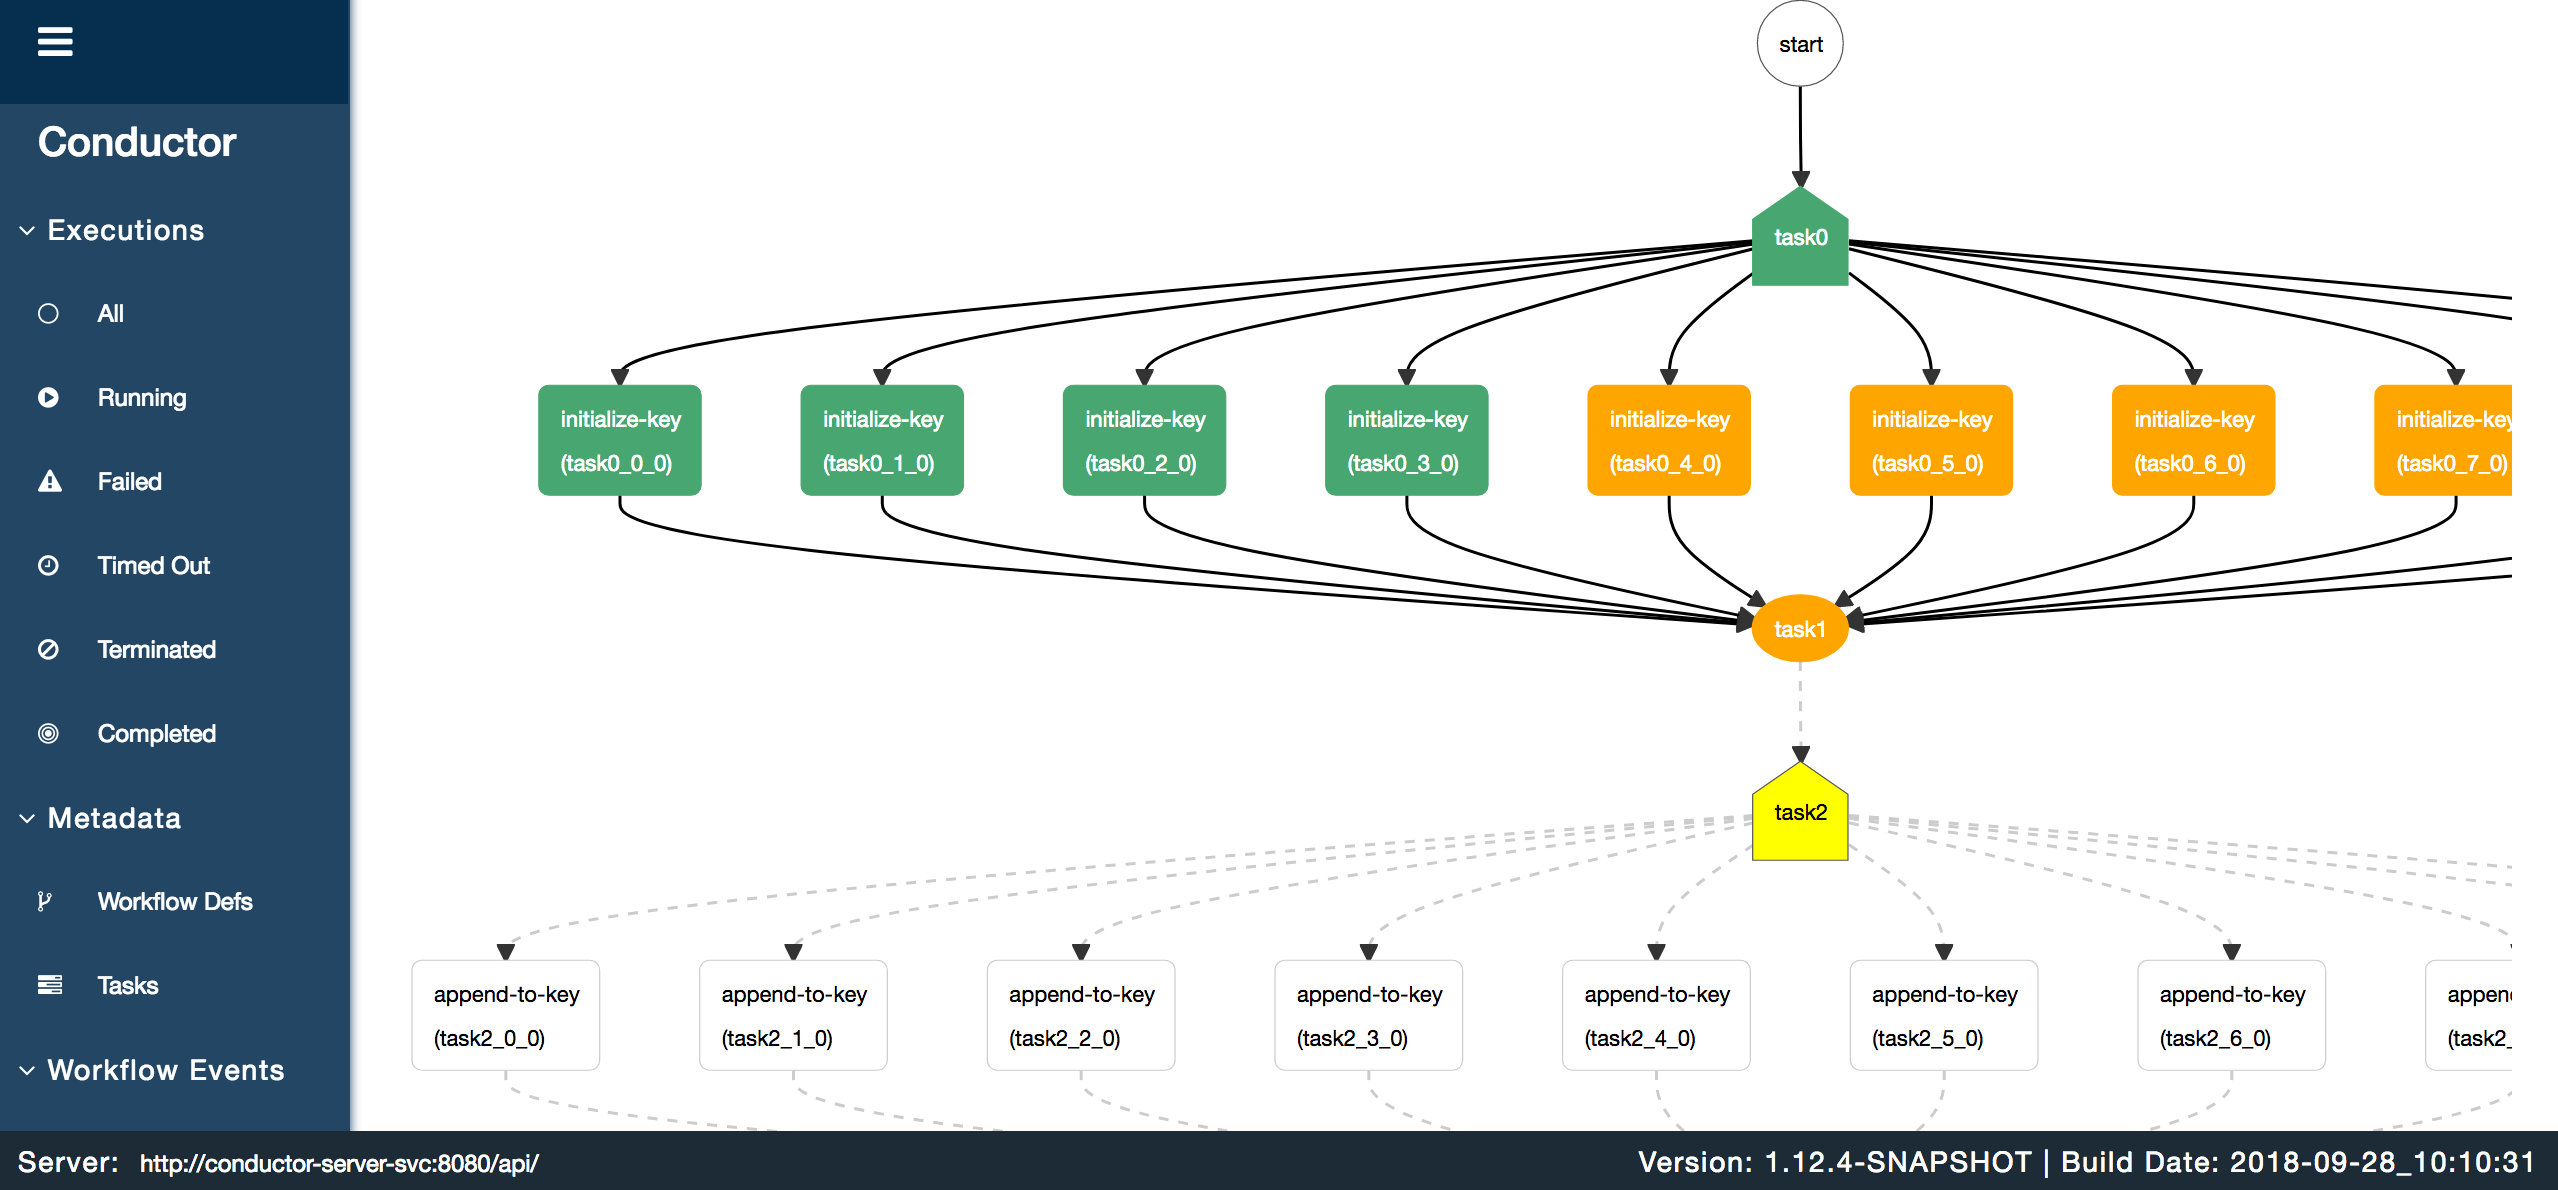 Conductor
Executions
All
Running
Failed
Timed Out
Terminated
Completed
Metadata
Workflow Defs
Tasks
Workflow Events
start
task0
initialize-key
(task0_0_0)
initialize-key
(task0_1_0)
initialize-key
(task0_2_0)
initialize-key
(task0_3_0)
initialize-key
(task0_4_0)
initialize-key
(task0_5_0)
initialize-key
(task0_6_0)
initialize-key
(task0_7_0)
task1
task2
append-to-key
(task2_0_0)
append-to-key
(task2_1_0)
append-to-key
(task2_2_0)
append-to-key
(task2_3_0)
append-to-key
(task2_4_0)
append-to-key
(task2_5_0)
append-to-key
(task2_6_0)
append
(task2_
Server: http://conductor-server-svc:8080/api/
Version: 1.12.4-SNAPSHOT | Build Date: 2018-09-28_10:10:31